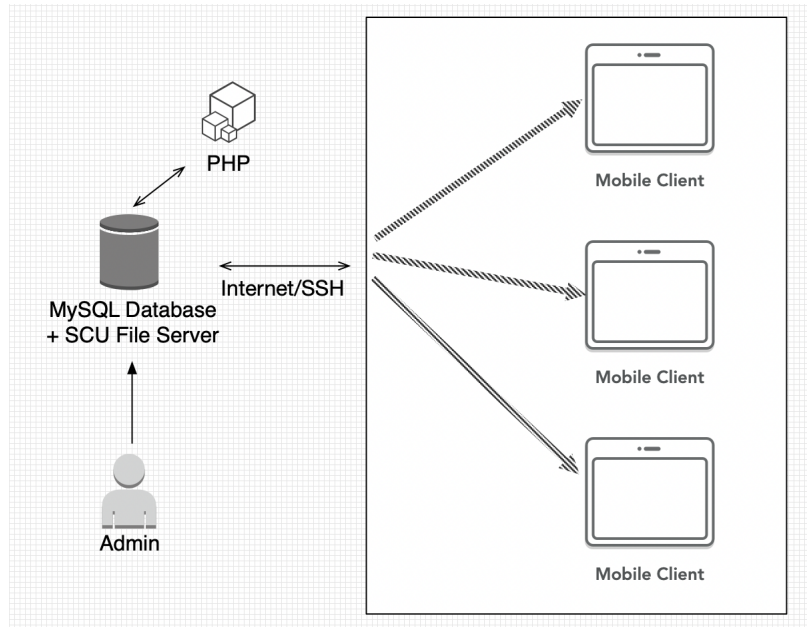 PHP
MySQL Database
+ SCU File Server
Internet/SSH
Admin
Mobile Client
Mobile Client
Mobile Client